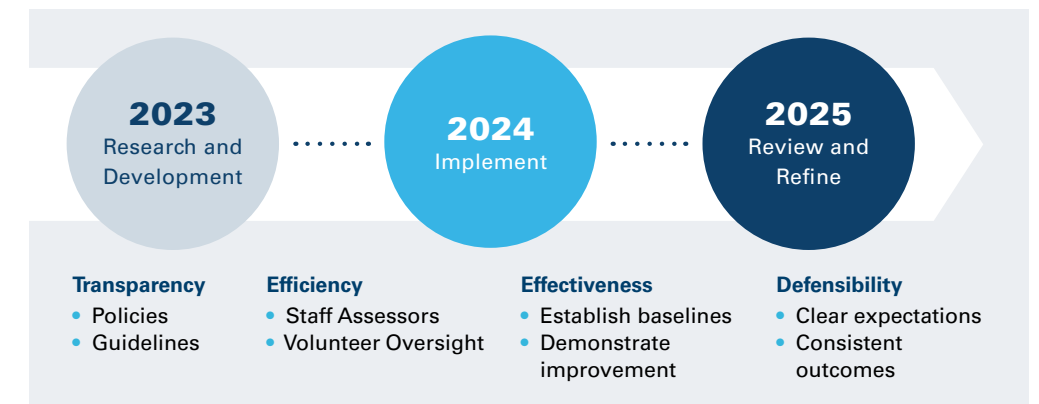 2023
Research and
Development
2024
Implement
2025
Review and
Refine
Transparency
• Policies
• Guidelines
Efficiency
• Staff Assessors
• Volunteer Oversight
Effectiveness
• Establish baselines
• Demonstrate
improvement
Defensibility
• Clear expectations
• Consistent
outcomes